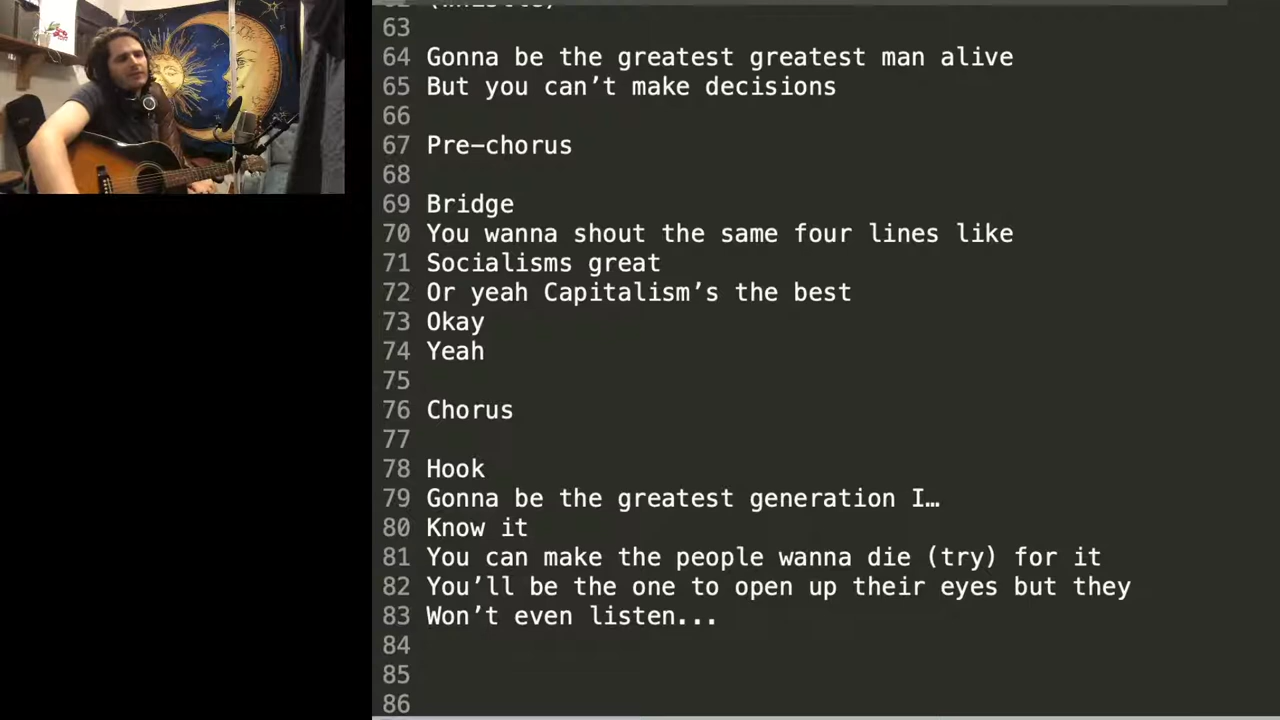 63
64 Gonna be the greatest greatest man alive
65 But you can’t make decisions
66
67 Pre-chorus
68
69 Bridge
70 You wanna shout the same four lines like
71 Socialisms great
72 Or yeah Capitalism’s the best
73 Okay
74 Yeah
75
76 Chorus
77
78 Hook
79 Gonna be the greatest generation I…
80 Know it
81 You can make the people wanna die (try) for it
82 You’ll be the one to open up their eyes but they
83 Won’t even listen...
84
85
86